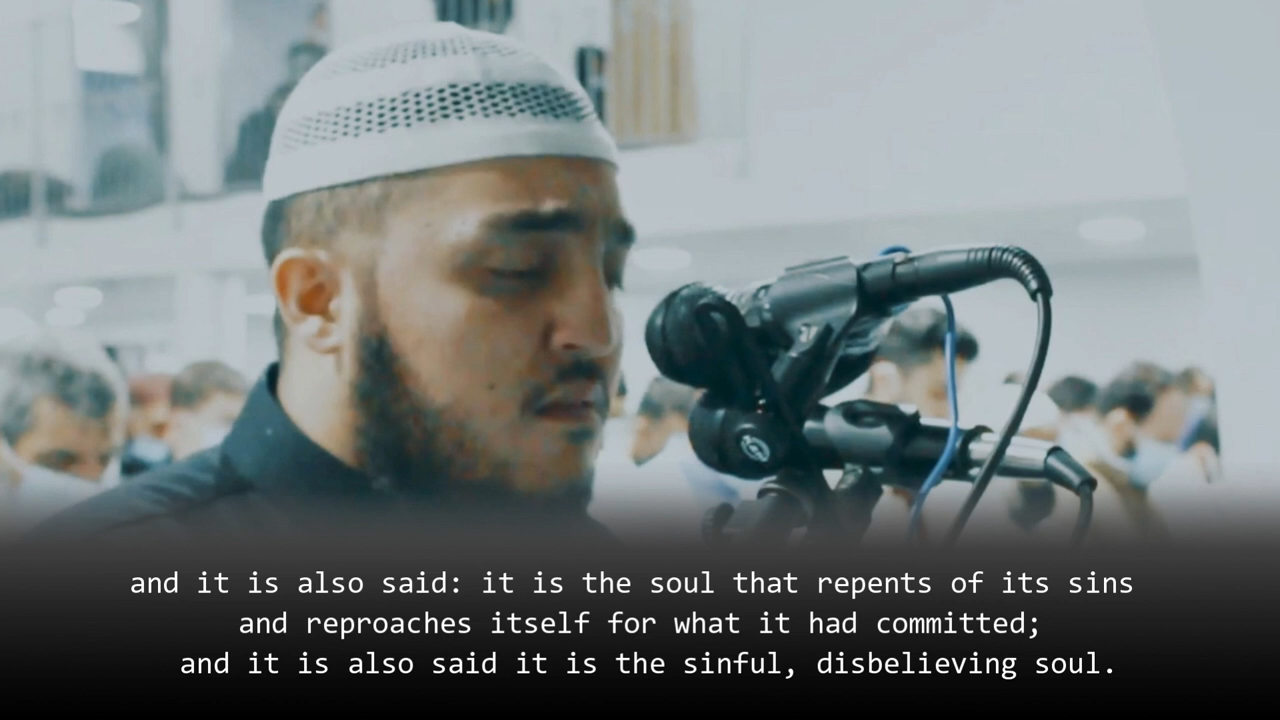 and it is also said: it is the soul that repents of its sins
and reproaches itself for what it had committed;
and it is also said it is the sinful, disbelieving soul.